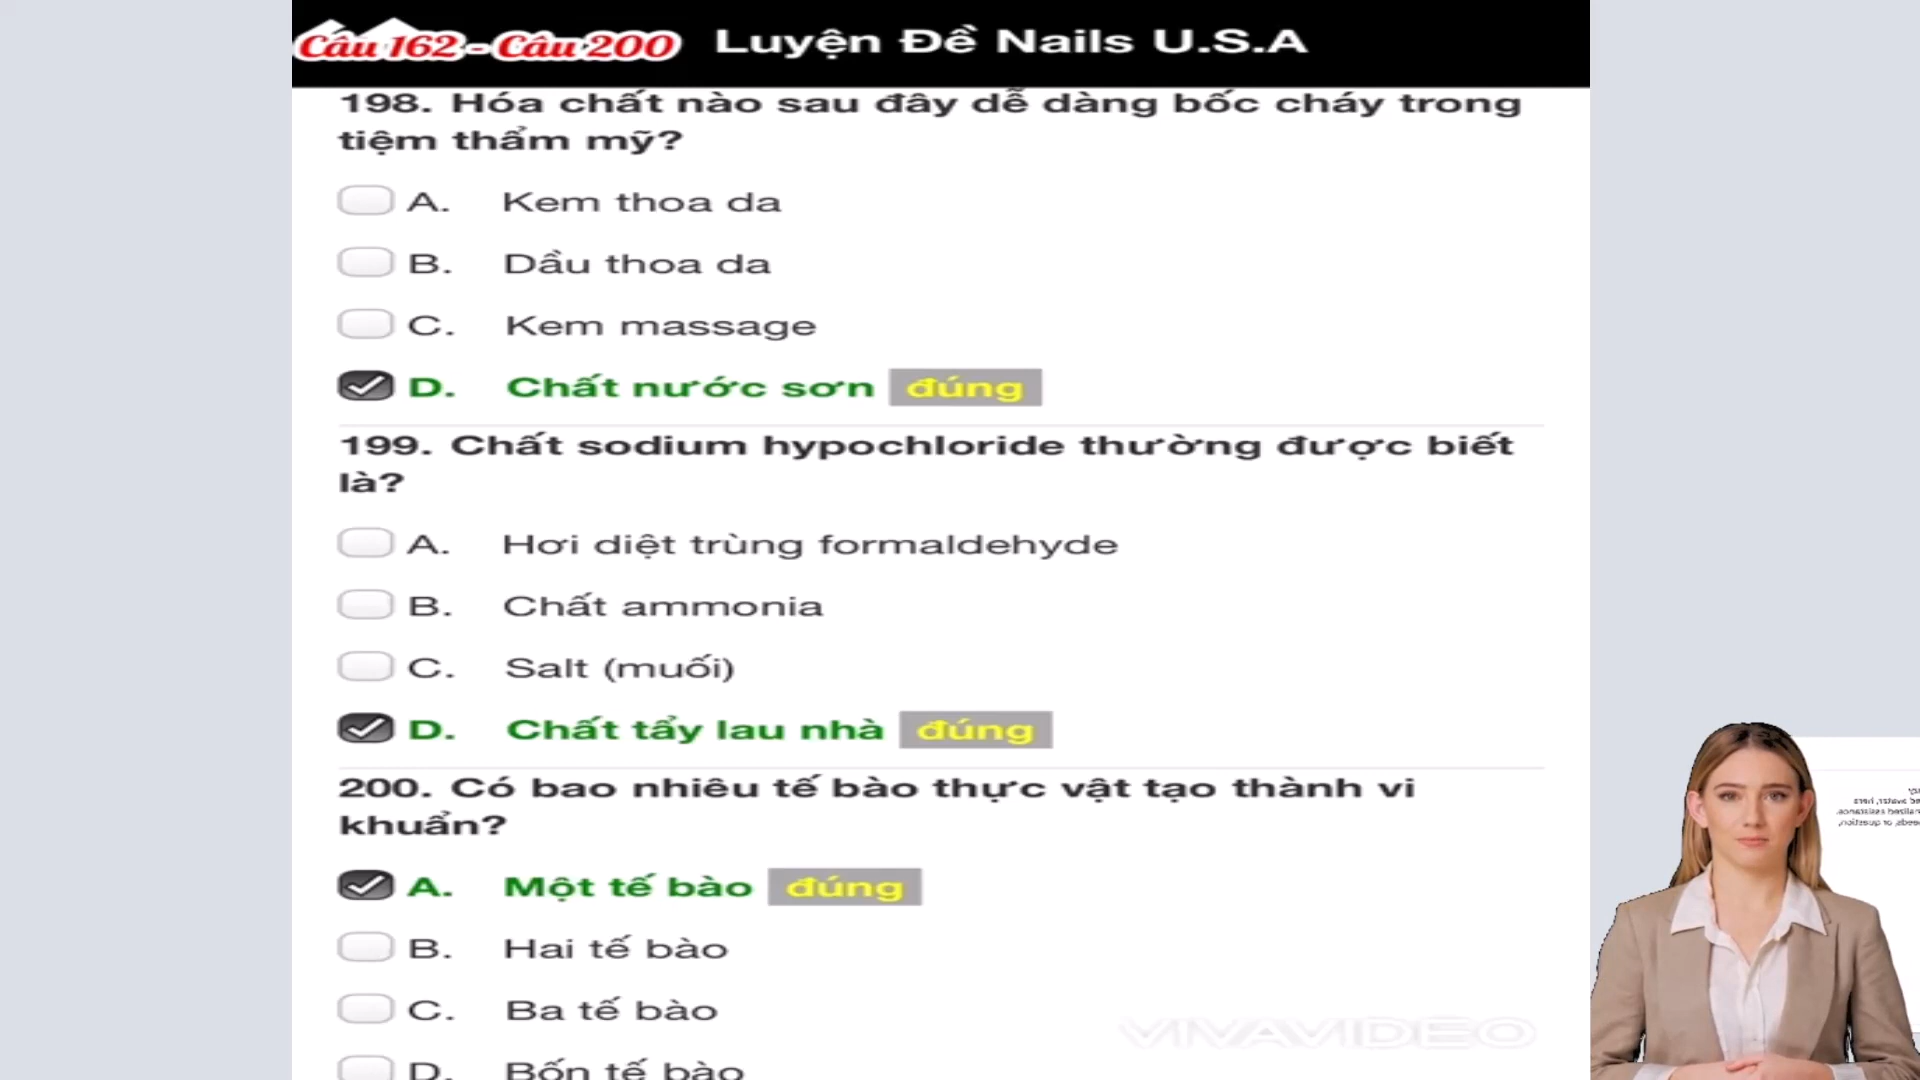 Câu 162 - Câu 200 Luyện Đề Nails U.S.A
198. Hóa chất nào sau đây dễ dàng bốc cháy trong
tiệm thẩm mỹ?
A. Kem thoa da
B. Dầu thoa da
C. Kem massage
D. Chất nước sơn đúng
199. Chất sodium hypochloride thường được biết
là?
A. Hơi diệt trùng formaldehyde
B. Chất ammonia
C. Salt (muối)
D. Chất tẩy lau nhà đúng
200. Có bao nhiêu tế bào thực vật tạo thành vi
khuẩn?
A. Một tế bào đúng
B. Hai tế bào
C. Ba tế bào
D. Bốn tế bào
VIVAVIDEO